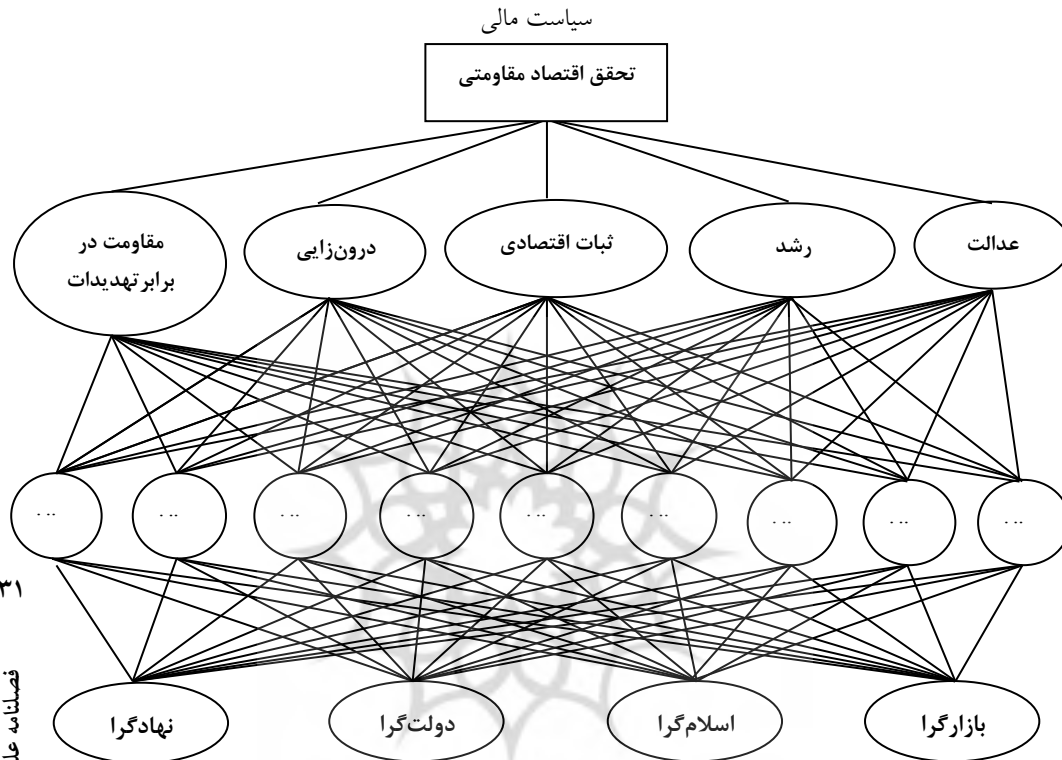 سیاست مالی
تحقق اقتصاد مقاومتی
عدالت
رشد
ثبات اقتصادی
درون‌زایی
مقاومت در
برابر تهدیدات
...
...
...
...
...
...
...
...
...
بازارگرا
اسلام‌گرا
دولت‌گرا
نهادگرا
۳۱
فصلنامه